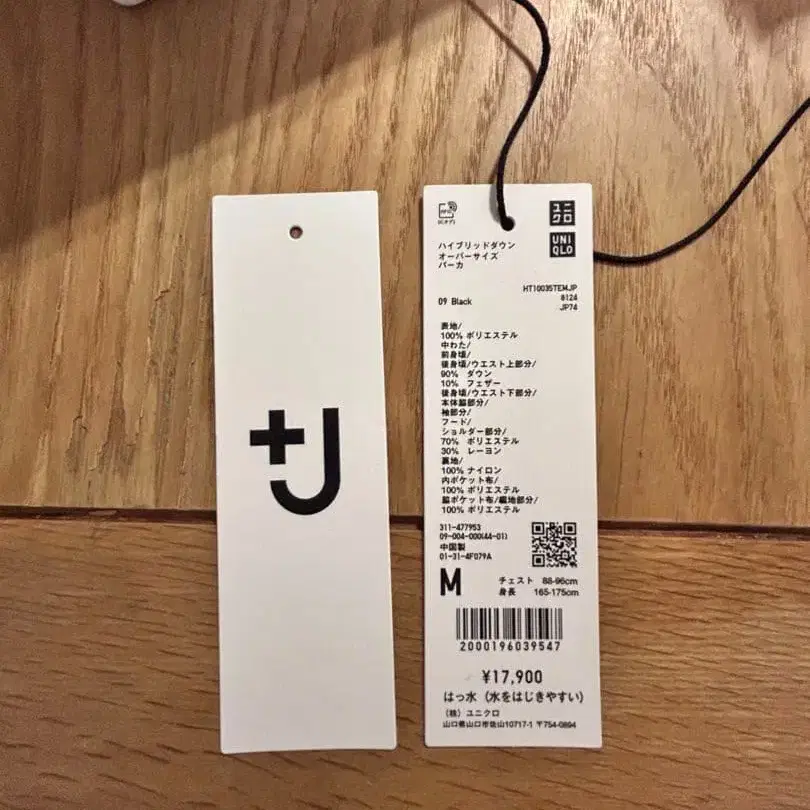 +J
ユニ
クロ
UNI
QLO
ハイブリッドダウン
オーバーサイズ
パーカ
HT10035TEMJP
09 Black
8124
JP74
表地/
100% ポリエステル
中わた/
前身頃/
後身頃/ウエスト上部分/
90% ダウン
10% フェザー
後身頃/ウエスト下部分/
本体脇部分/
袖部分/
フード/
ショルダー部分/
70% ポリエステル
30% レーヨン
裏地/
100% ナイロン
内ポケット布/
100% ポリエステル
脇ポケット布/編地部分/
100% ポリエステル
311-477953
09-004-000(44-01)
中国製
01-31-4F079A
M チェスト 88-96cm
身長 165-175cm
2000196039547
¥17,900
はっ水 (水をはじきやすい)
(株) ユニクロ
山口県山口市佐山10717-1 〒754-0894